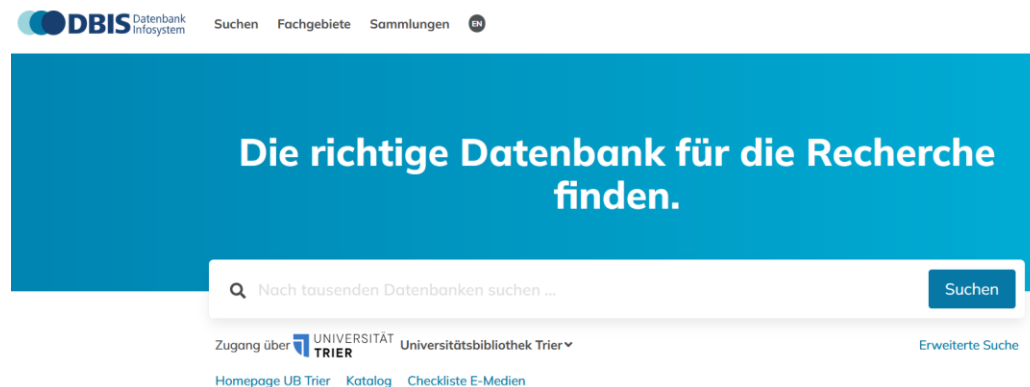 DBIS Datenbank Infosystem
Suchen Fachgebiete Sammlungen EN
Die richtige Datenbank für die Recherche
finden.
Nach tausenden Datenbanken suchen ... Suchen
Zugang über UNIVERSITÄT TRIER Universitätsbibliothek Trier Erweiterte Suche
Homepage UB Trier Katalog Checkliste E-Medien